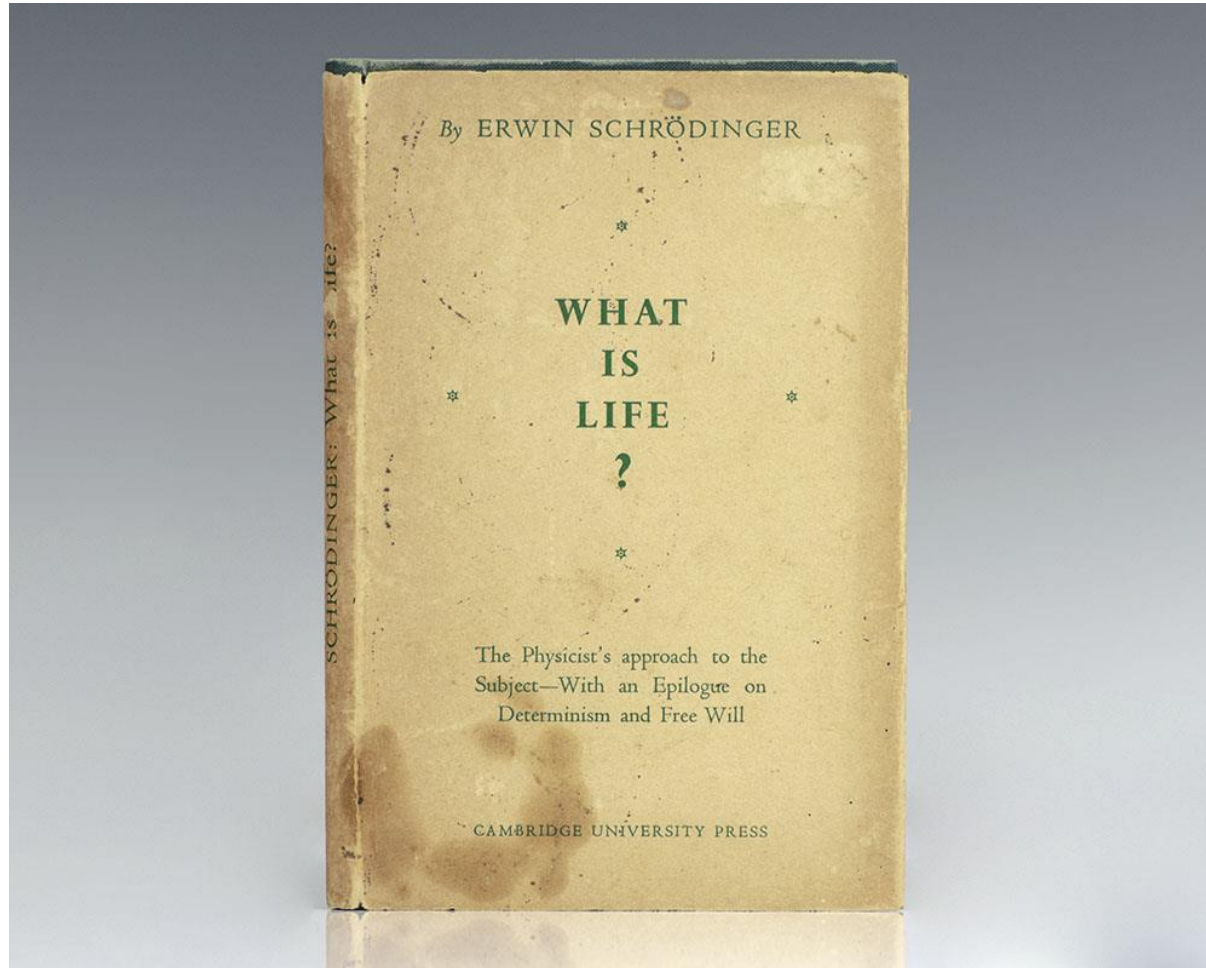 By ERWIN SCHRÖDINGER
WHAT
IS
LIFE
?
The Physicist's approach to the
Subject—With an Epilogue on
Determinism and Free Will
CAMBRIDGE UNIVERSITY PRESS
SCHRÖDINGER: What is life?